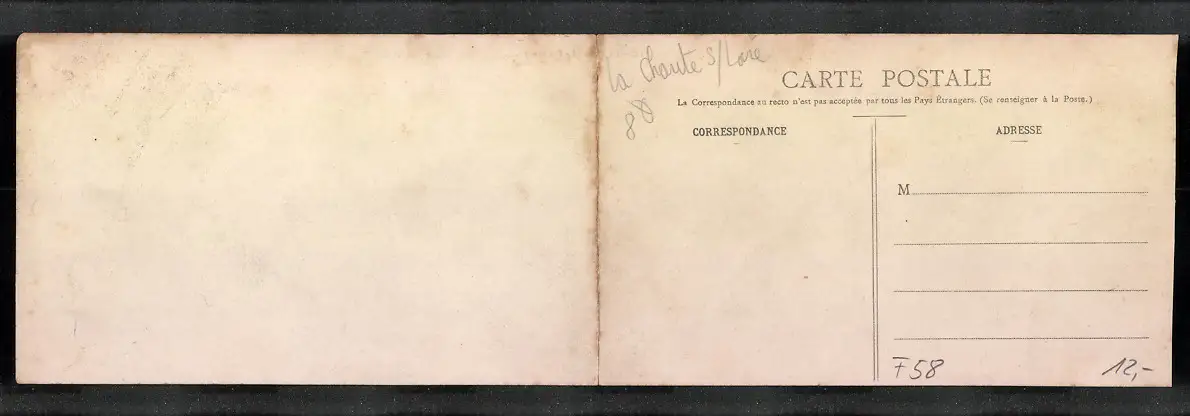 La Charite s/Loire
88
CARTE POSTALE
La Correspondance au recto n'est pas acceptée par tous les Pays Étrangers. (Se renseigner à la Poste.)
CORRESPONDANCE
ADRESSE
M
F58
12,-